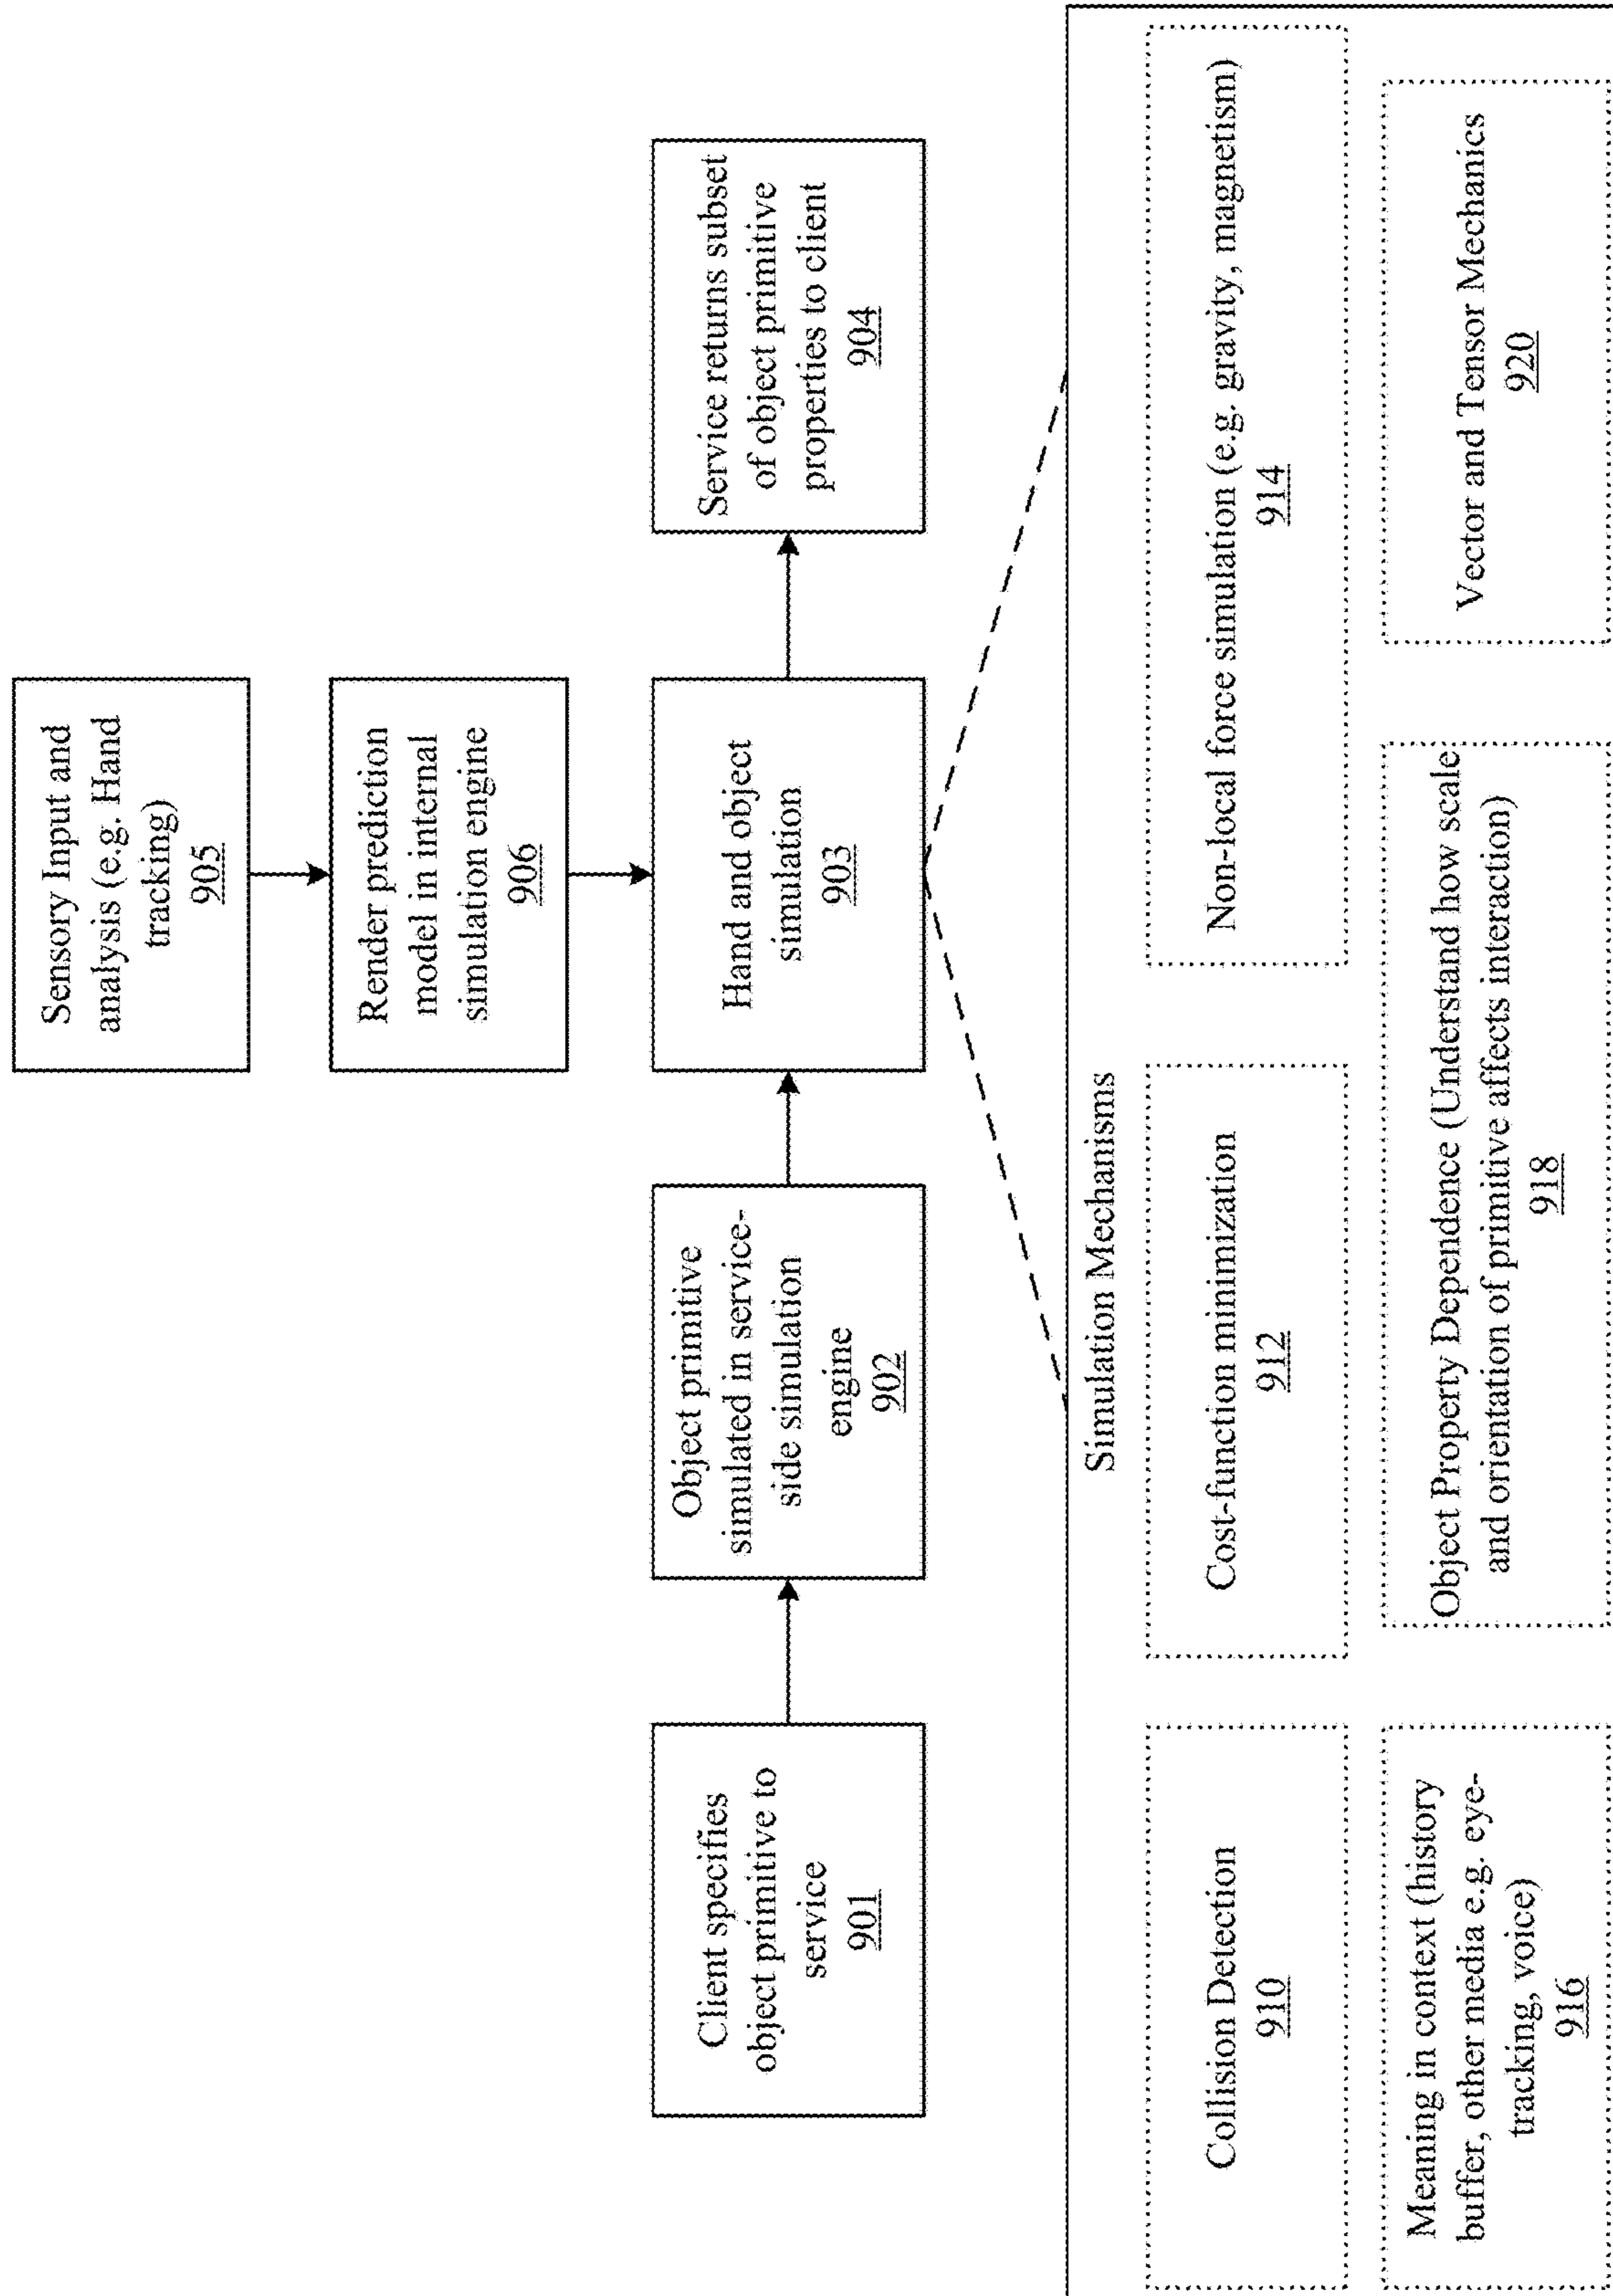 Sensory Input and
analysis (e.g. Hand
tracking)
905
Render prediction
model in internal
simulation engine
906
Client specifies
object primitive to
service
901
Object primitive
simulated in service-
side simulation
engine
902
Hand and object
simulation
903
Service returns subset
of object primitive
properties to client
904
Simulation Mechanisms
Collision Detection
910
Cost-function minimization
912
Non-local force simulation (e.g. gravity, magnetism)
914
Meaning in context (history
buffer, other media e.g. eye-
tracking, voice)
916
Object Property Dependence (Understand how scale
and orientation of primitive affects interaction)
918
Vector and Tensor Mechanics
920